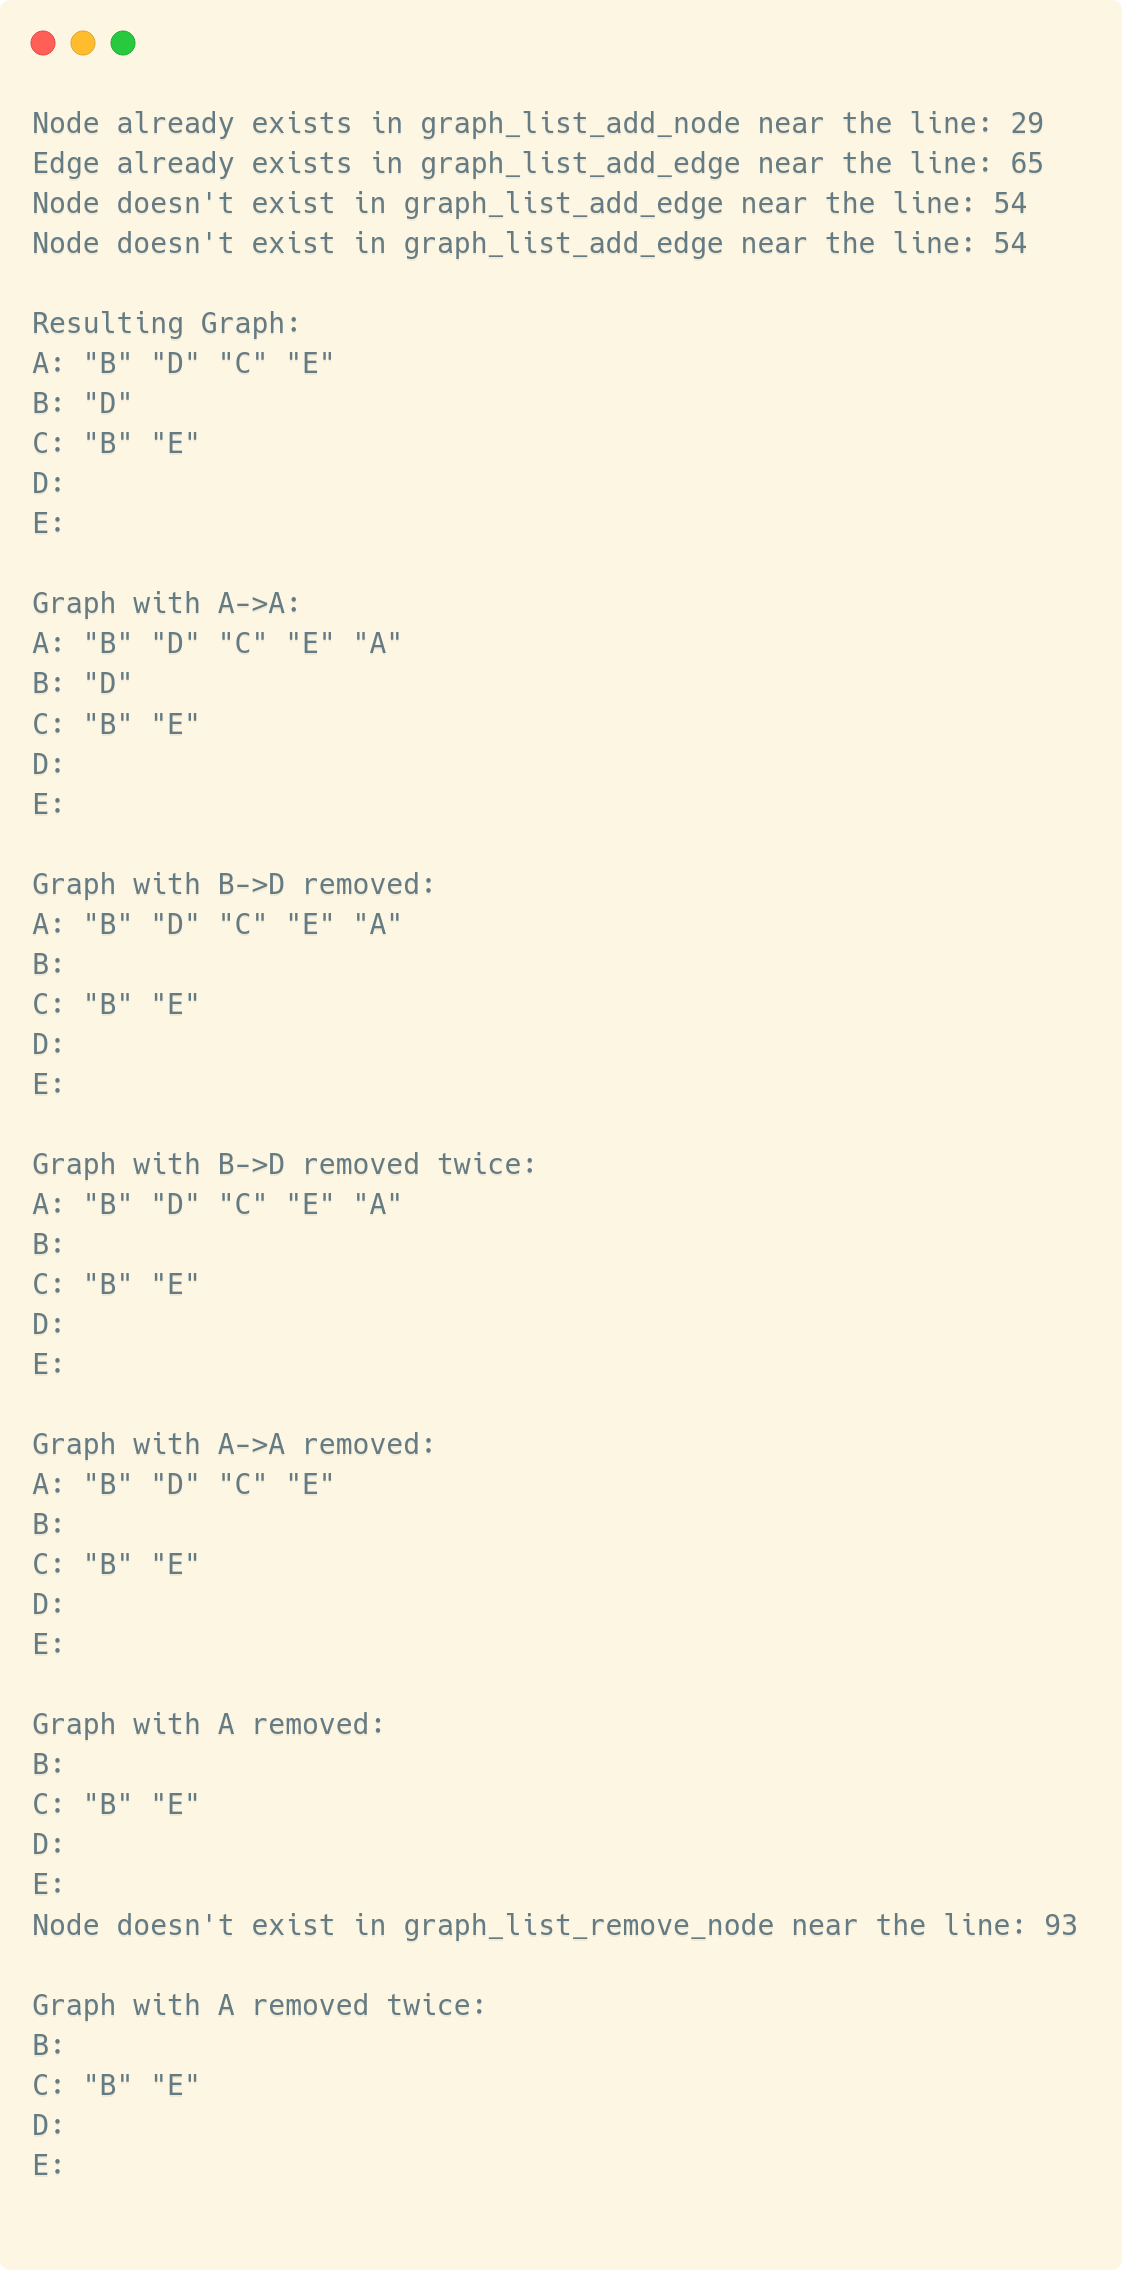 Node already exists in graph_list_add_node near the line: 29
Edge already exists in graph_list_add_edge near the line: 65
Node doesn't exist in graph_list_add_edge near the line: 54
Node doesn't exist in graph_list_add_edge near the line: 54

Resulting Graph:
A: "B" "D" "C" "E"
B: "D"
C: "B" "E"
D:
E:

Graph with A->A:
A: "B" "D" "C" "E" "A"
B: "D"
C: "B" "E"
D:
E:

Graph with B->D removed:
A: "B" "D" "C" "E" "A"
B:
C: "B" "E"
D:
E:

Graph with B->D removed twice:
A: "B" "D" "C" "E" "A"
B:
C: "B" "E"
D:
E:

Graph with A->A removed:
A: "B" "D" "C" "E"
B:
C: "B" "E"
D:
E:

Graph with A removed:
B:
C: "B" "E"
D:
E:
Node doesn't exist in graph_list_remove_node near the line: 93

Graph with A removed twice:
B:
C: "B" "E"
D:
E: